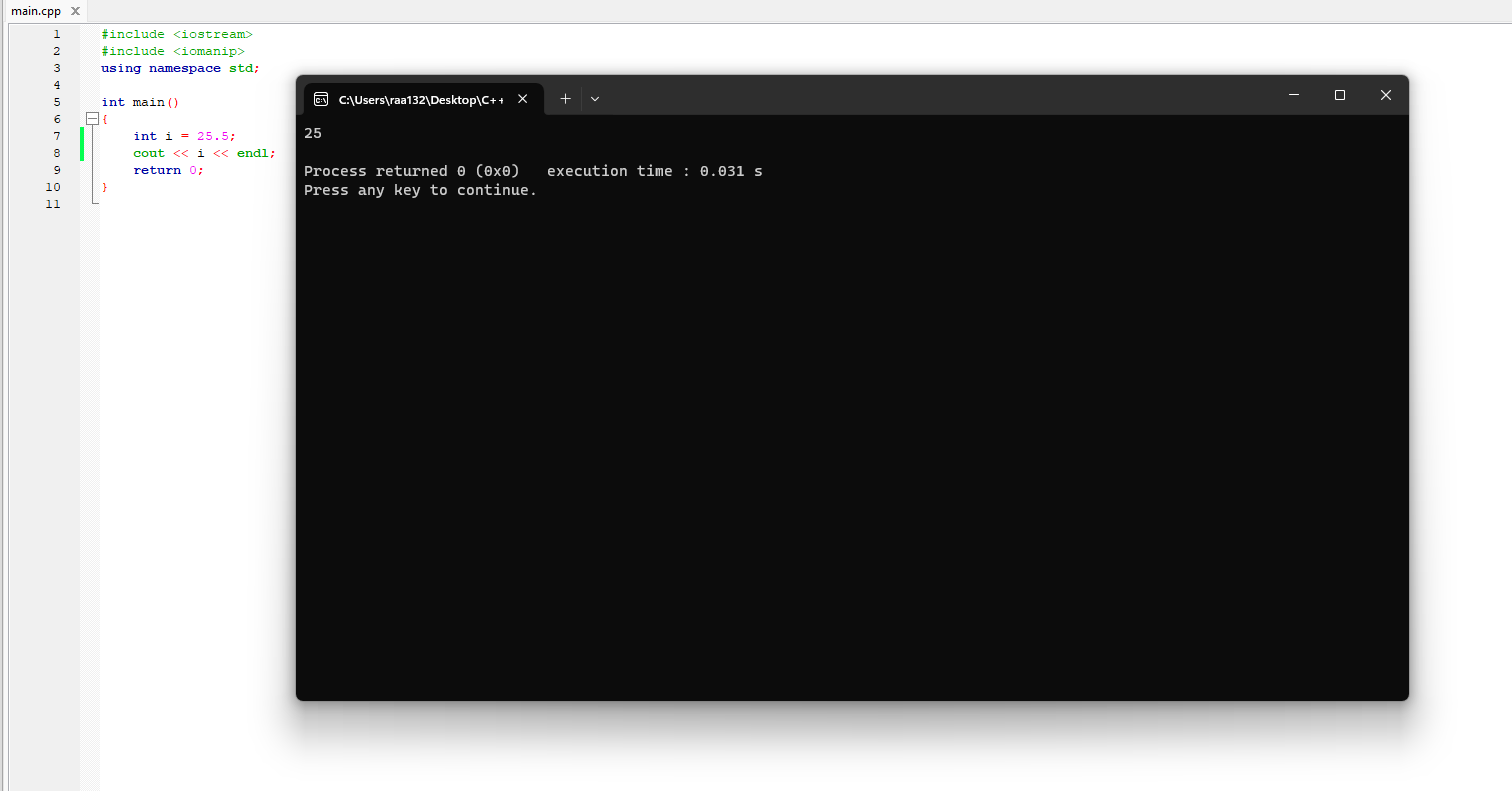 main.cpp
1 #include <iostream>
2 #include <iomanip>
3 using namespace std;
4
5 int main()
6 {
7 int i = 25.5;
8 cout << i << endl;
9 return 0;
10 }
11
C:\Users\raa132\Desktop\C++
25
Process returned 0 (0x0)   execution time : 0.031 s
Press any key to continue.